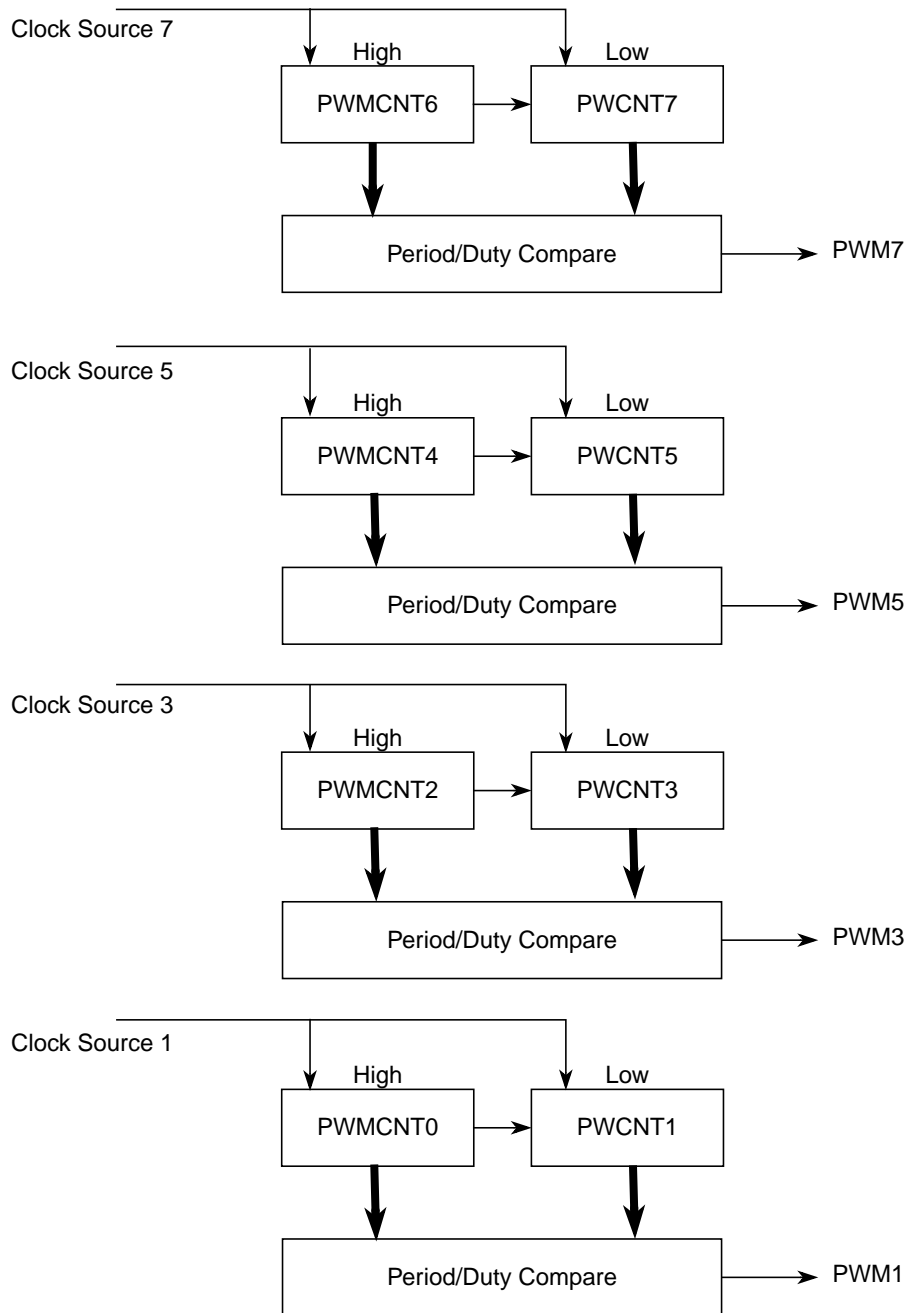 Clock Source 7
High
Low
PWMCNT6
PWCNT7
Period/Duty Compare
PWM7
Clock Source 5
High
Low
PWMCNT4
PWCNT5
Period/Duty Compare
PWM5
Clock Source 3
High
Low
PWMCNT2
PWCNT3
Period/Duty Compare
PWM3
Clock Source 1
High
Low
PWMCNT0
PWCNT1
Period/Duty Compare
PWM1